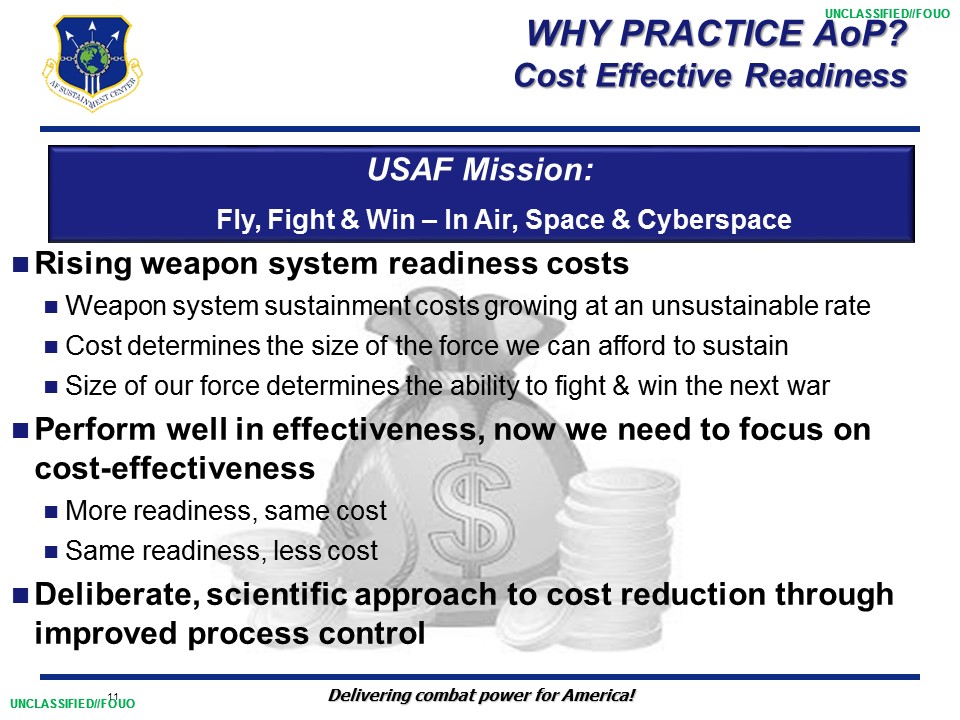 UNCLASSIFIED//FOUO
WHY PRACTICE AoP?
Cost Effective Readiness
AF SUSTAINMENT CENTER
USAF Mission:
Fly, Fight & Win – In Air, Space & Cyberspace
Rising weapon system readiness costs
Weapon system sustainment costs growing at an unsustainable rate
Cost determines the size of the force we can afford to sustain
Size of our force determines the ability to fight & win the next war
Perform well in effectiveness, now we need to focus on
cost-effectiveness
More readiness, same cost
Same readiness, less cost
$
Deliberate, scientific approach to cost reduction through
improved process control
11
Delivering combat power for America!
UNCLASSIFIED//FOUO